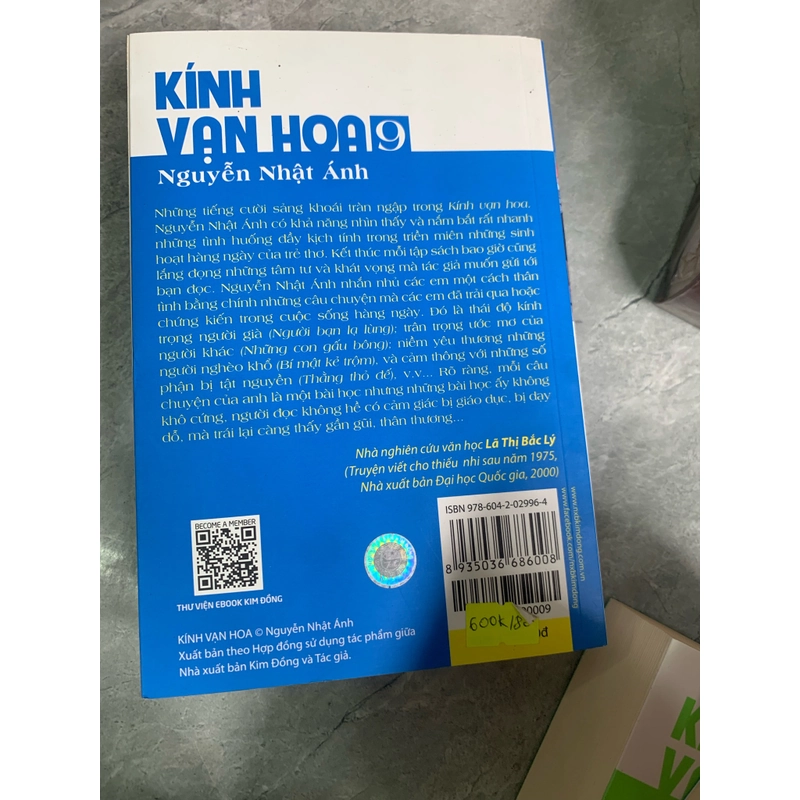 KÍNH
VẠN HOA 9
Nguyễn Nhật Ánh
Những tiếng cười sảng khoái tràn ngập trong Kính vạn hoa.
Nguyễn Nhật Ánh có khả năng nhìn thấy và nắm bắt rất nhanh
những tình huống đầy kịch tính trong triền miên những sinh
hoạt hàng ngày của trẻ thơ. Kết thúc mỗi tập sách bao giờ cũng
lắng đọng những tâm tư và khát vọng mà tác giả muốn gửi tới
bạn đọc. Nguyễn Nhật Ánh nhắn nhủ các em một cách thân
tình bằng chính những câu chuyện mà các em đã trải qua hoặc
chứng kiến trong cuộc sống hàng ngày. Đó là thái độ kính
trọng người già (Người bạn lạ lùng); trân trọng ước mơ của
người khác (Những con gấu bông); niềm yêu thương những
người nghèo khổ (Bí mật kẻ trộm), và cảm thông với những số
phận bị tật nguyền (Thằng thỏ đế), v.v... Rõ ràng, mỗi câu
chuyện của anh là một bài học nhưng những bài học ấy không
khô cứng, người đọc không hề có cảm giác bị giáo dục, bị dạy
dỗ, mà trái lại càng thấy gần gũi, thân thương...
Nhà nghiên cứu văn học Lã Thị Bắc Lý
(Truyện viết cho thiếu nhi sau năm 1975,
Nhà xuất bản Đại học Quốc gia, 2000)
BECOME A MEMBER
THƯ VIỆN EBOOK KIM ĐỒNG
KÍNH VẠN HOA © Nguyễn Nhật Ánh
Xuất bản theo Hợp đồng sử dụng tác phẩm giữa
Nhà xuất bản Kim Đồng và Tác giả.
ISBN 978-604-2-02996-4
8 935036 686008
0009
0đ
600k/
www.nxbkimdong.com.vn
www.facebook.com/nxbkimdong